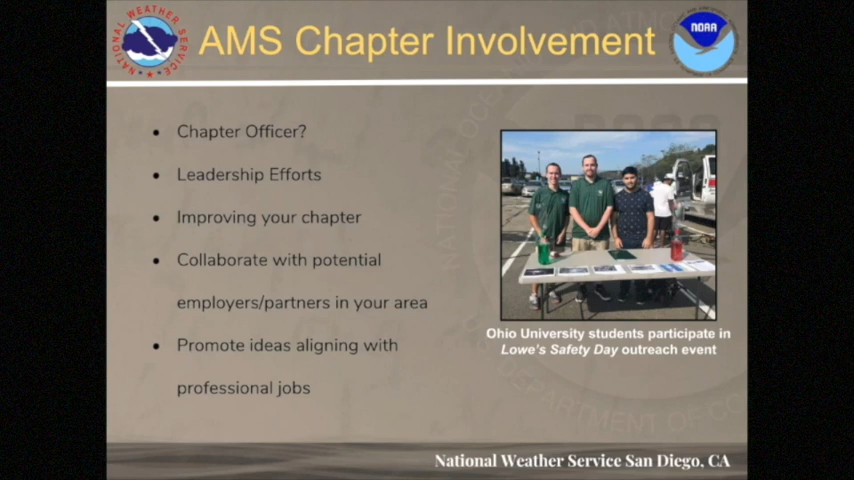 NATIONAL WEATHER SERVICE
AMS Chapter Involvement
NOAA
• Chapter Officer?
• Leadership Efforts
• Improving your chapter
• Collaborate with potential
employers/partners in your area
• Promote ideas aligning with
professional jobs
Ohio University students participate in
Lowe's Safety Day outreach event
National Weather Service San Diego, CA